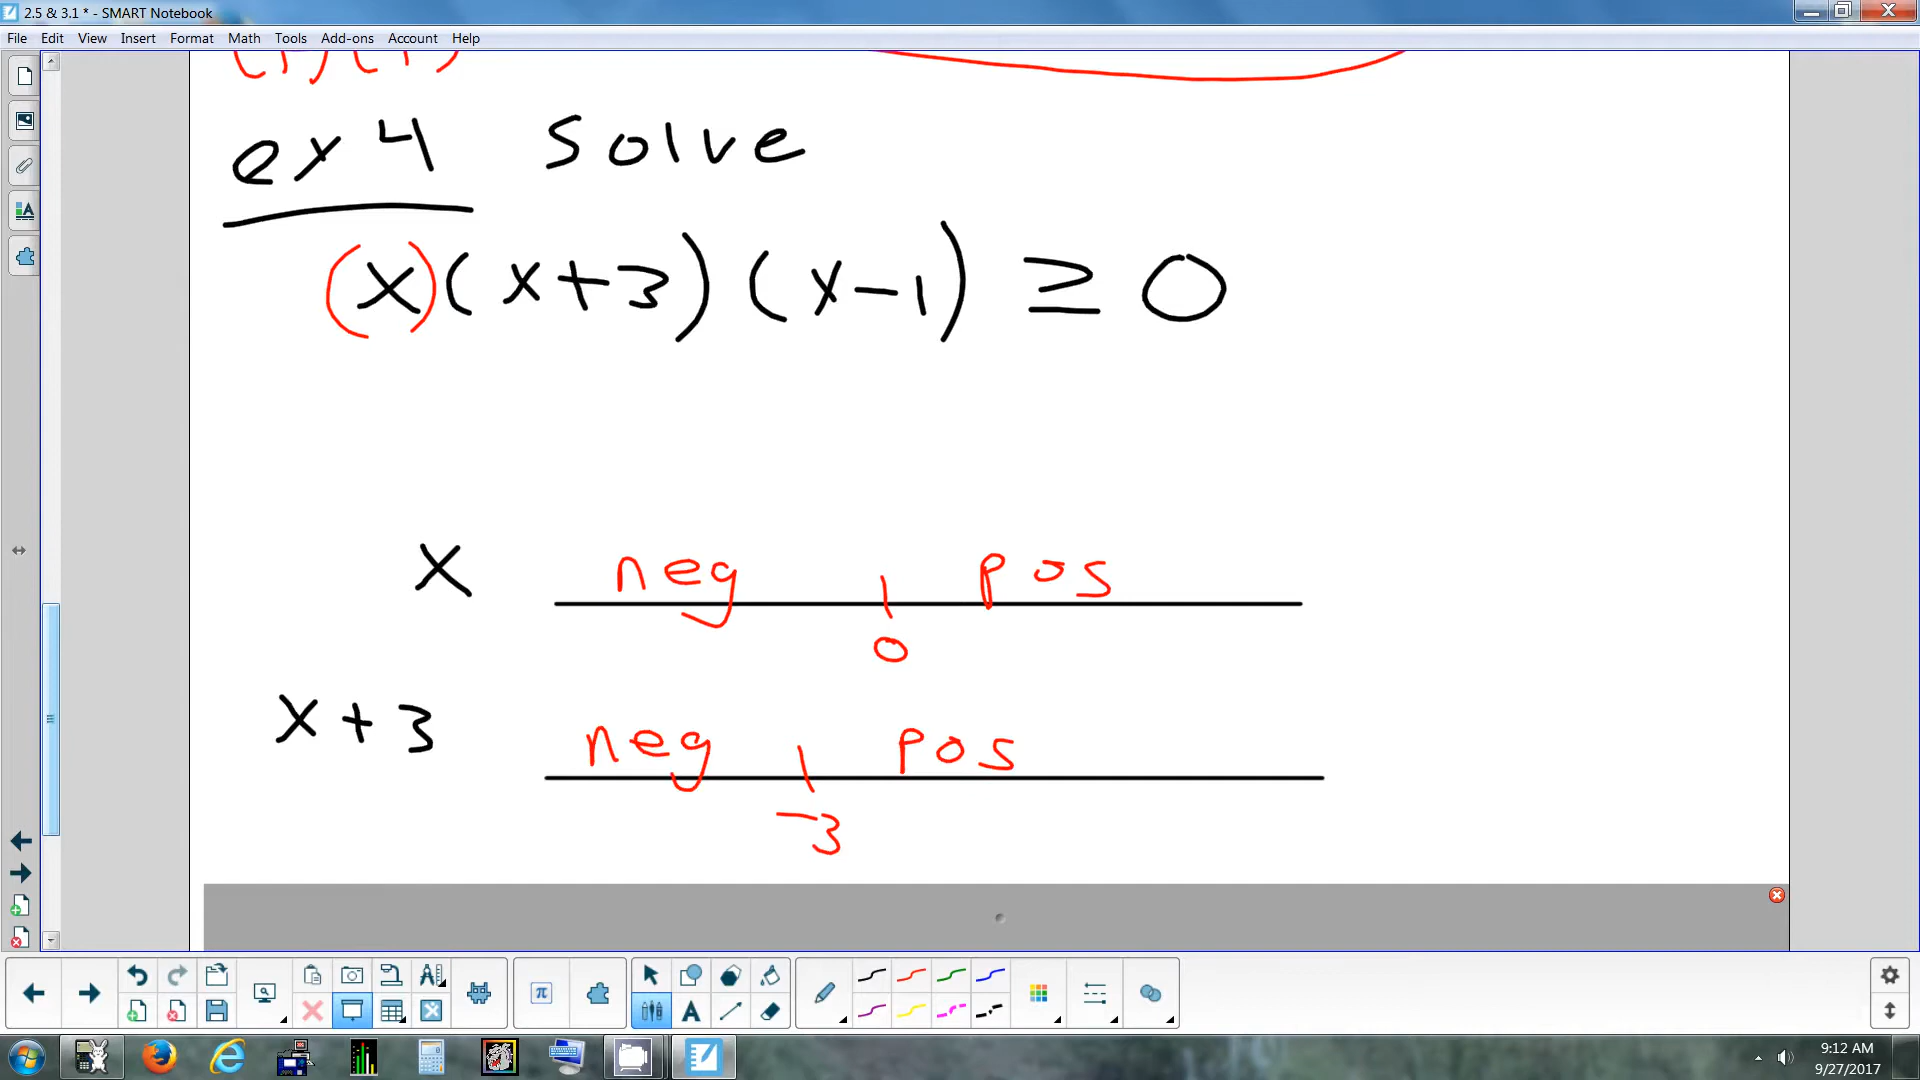 2.5 & 3.1 * - SMART Notebook
File Edit View Insert Format Math Tools Add-ons Account Help
ex 4 solve
(x)(x+3)(x-1) ≥ 0
x neg pos
0
x+3 neg pos
-3
π
A
9:12 AM
9/27/2017